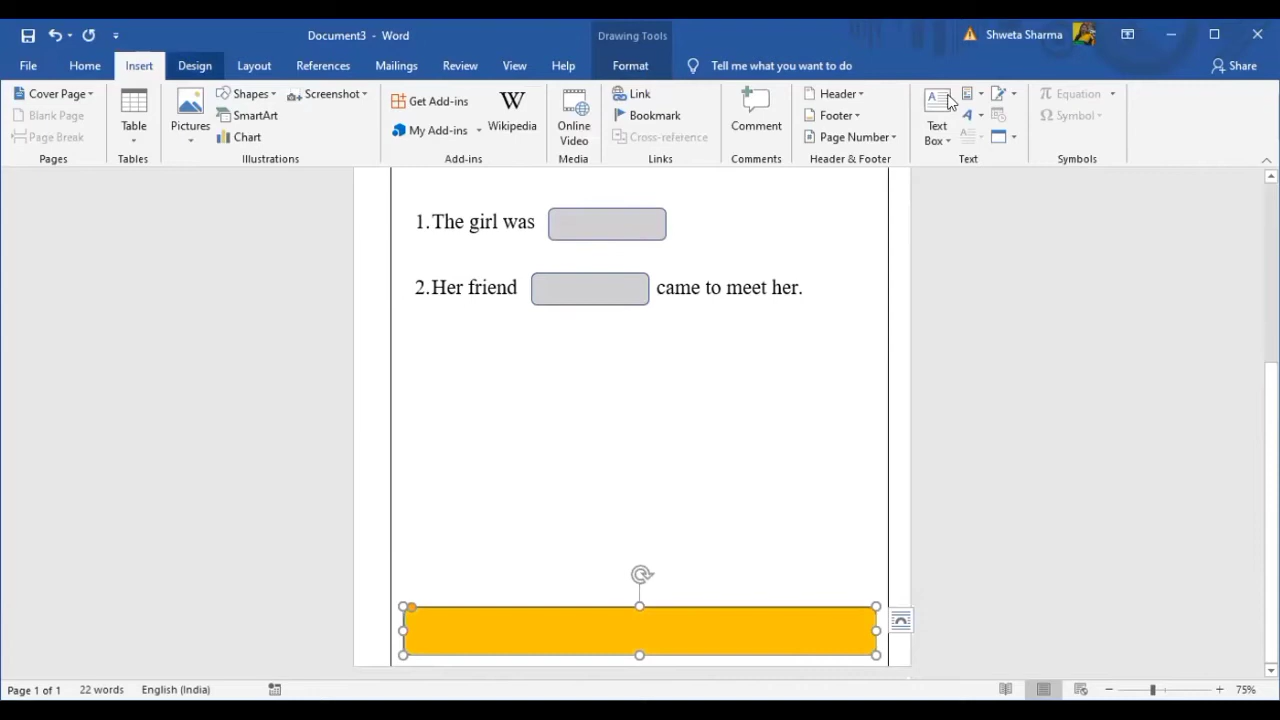 Document3 - Word
Drawing Tools
Shweta Sharma
File Home Insert Design Layout References Mailings Review View Help Format Tell me what you want to do Share
Cover Page
Blank Page
Page Break
Pages
Table
Tables
Pictures
Shapes
SmartArt
Chart
Screenshot
Illustrations
Get Add-ins
My Add-ins
Wikipedia
Add-ins
Online
Video
Media
Link
Bookmark
Cross-reference
Links
Comment
Comments
Header
Footer
Page Number
Header & Footer
Text
Box
Text
Equation
Symbol
Symbols
1.The girl was
2.Her friend came to meet her.
Page 1 of 1 22 words English (India) 75%